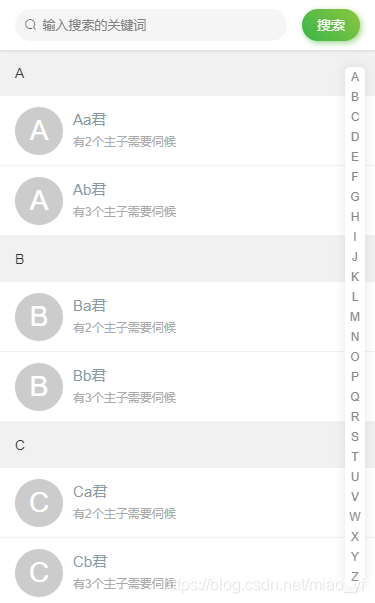 输入搜索的关键词
搜索
A
A
Aa君
有2个主子需要伺候
A
Ab君
有3个主子需要伺候
B
B
Ba君
有2个主子需要伺候
B
Bb君
有3个主子需要伺候
C
C
Ca君
有2个主子需要伺候
C
Cb君
有3个主子需要伺候
A
B
C
D
E
F
G
H
I
J
K
L
M
N
O
P
Q
R
S
T
U
V
W
X
Y
Z
https://blog.csdn.net/miao_yf